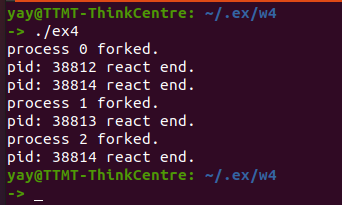 yay@TTMT-ThinkCentre: ~/.ex/w4
-> ./ex4
process 0 forked.
pid: 38812 react end.
pid: 38814 react end.
process 1 forked.
pid: 38813 react end.
process 2 forked.
pid: 38814 react end.
yay@TTMT-ThinkCentre: ~/.ex/w4
-> _